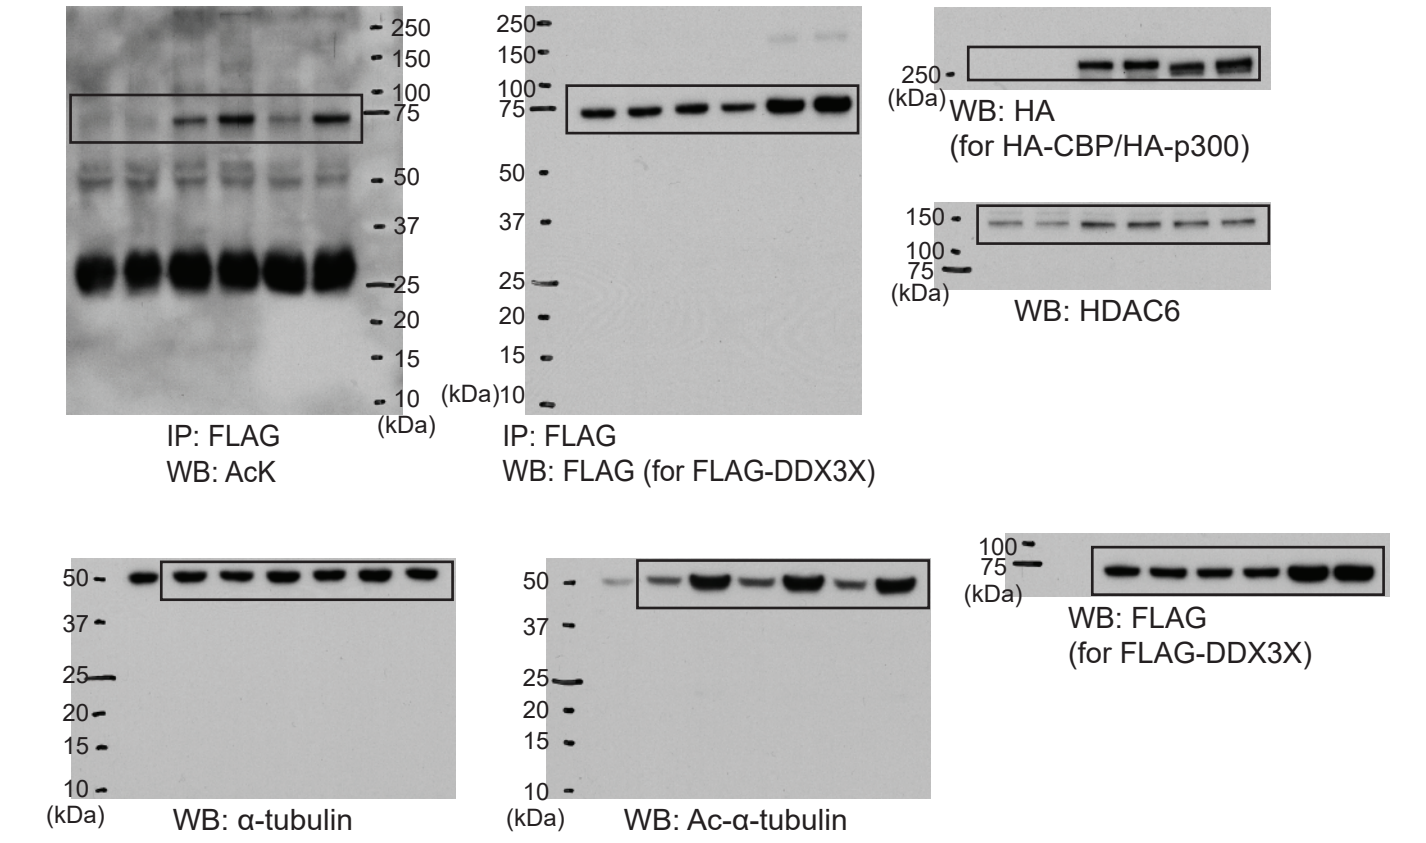 250
150
100
75
50
37
25
20
15
10
(kDa)
IP: FLAG
WB: AcK
250
150
100
75
50
37
25
20
15
(kDa)10
IP: FLAG
WB: FLAG (for FLAG-DDX3X)
250
(kDa)
WB: HA
(for HA-CBP/HA-p300)
150
100
75
(kDa)
WB: HDAC6
50
37
25
20
15
10
(kDa)
WB: α-tubulin
50
37
25
20
15
10
(kDa)
WB: Ac-α-tubulin
100
75
(kDa)
WB: FLAG
(for FLAG-DDX3X)